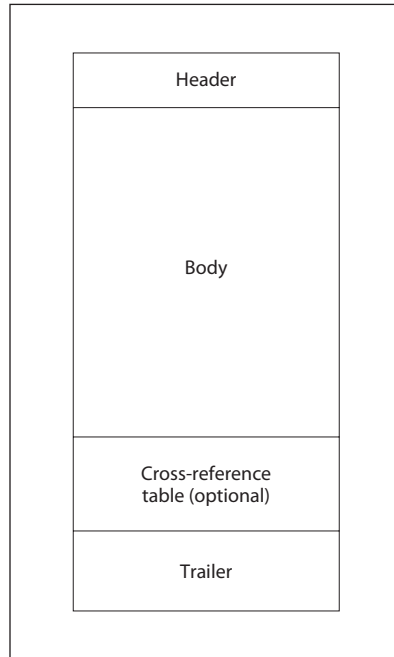 Header
Body
Cross-reference
table (optional)
Trailer